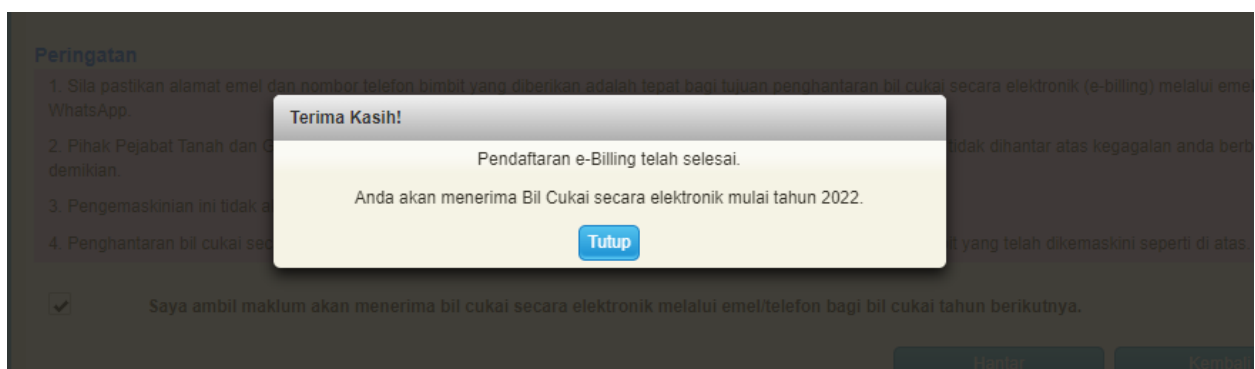 Peringatan
1. Sila pastikan alamat emel dan nombor telefon bimbit yang diberikan adalah tepat bagi tujuan penghantaran bil cukai secara elektronik (e-billing) melalui emel
WhatsApp.
Terima Kasih!
2. Pihak Pejabat Tanah dan
tidak dihantar atas kegagalan anda
demikian.
Pendaftaran e-Billing telah selesai.
Anda akan menerima Bil Cukai secara elektronik mulai tahun 2022.
3. Pengemaskinian ini tidak
Tutup
4. Penghantaran bil cukai
yang telah dikemaskini seperti di atas.
Saya ambil maklum akan menerima bil cukai secara elektronik melalui emel/telefon bagi bil cukai tahun berikutnya.
Hantar
Kembali